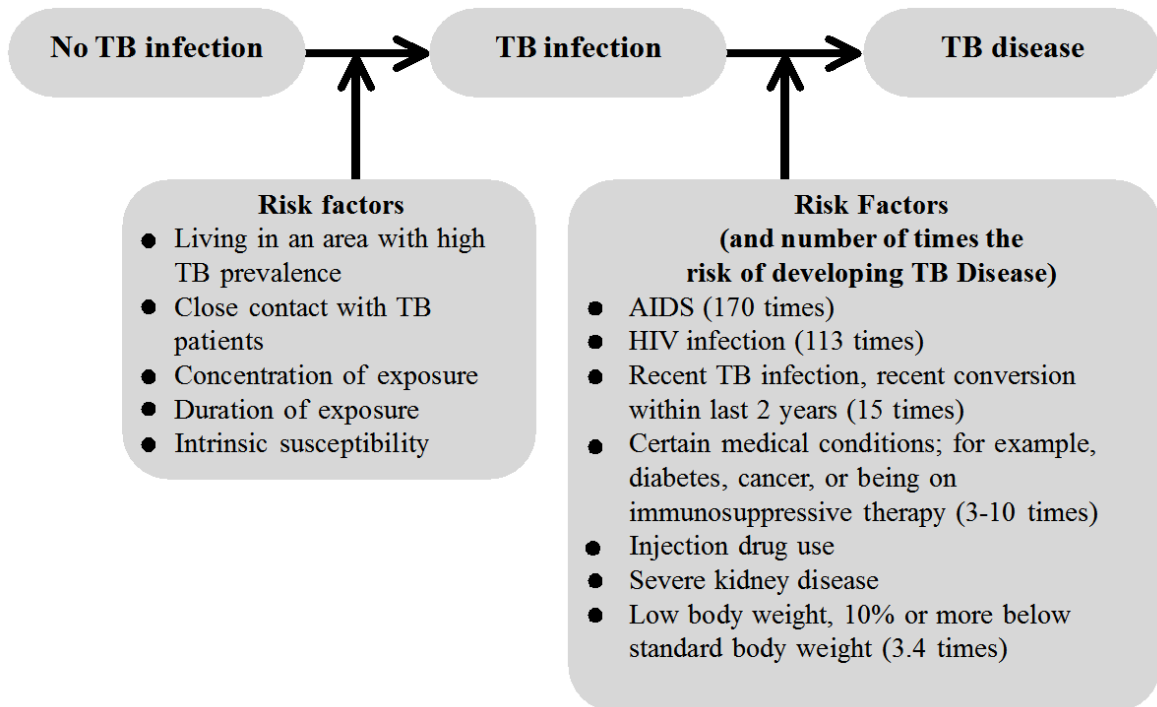 No TB infection
TB infection
TB disease
Risk factors
● Living in an area with high
TB prevalence
● Close contact with TB
patients
● Concentration of exposure
● Duration of exposure
● Intrinsic susceptibility
Risk Factors
(and number of times the
risk of developing TB Disease)
● AIDS (170 times)
● HIV infection (113 times)
● Recent TB infection, recent conversion
within last 2 years (15 times)
● Certain medical conditions; for example,
diabetes, cancer, or being on
immunosuppressive therapy (3-10 times)
● Injection drug use
● Severe kidney disease
● Low body weight, 10% or more below
standard body weight (3.4 times)